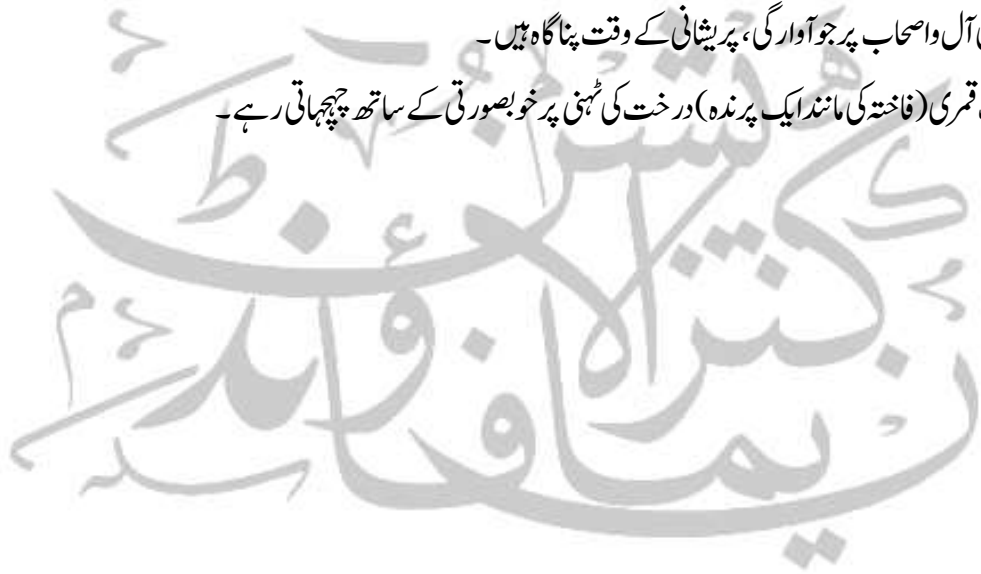 آل واصحاب پر جو آوارگی، پریشانی کے وقت پناگاہ ہیں۔
قمری (فاختہ کی مانند ایک پرندہ) درخت کی ٹہنی پر خوبصورتی کے ساتھ چہچہاتی رہے۔